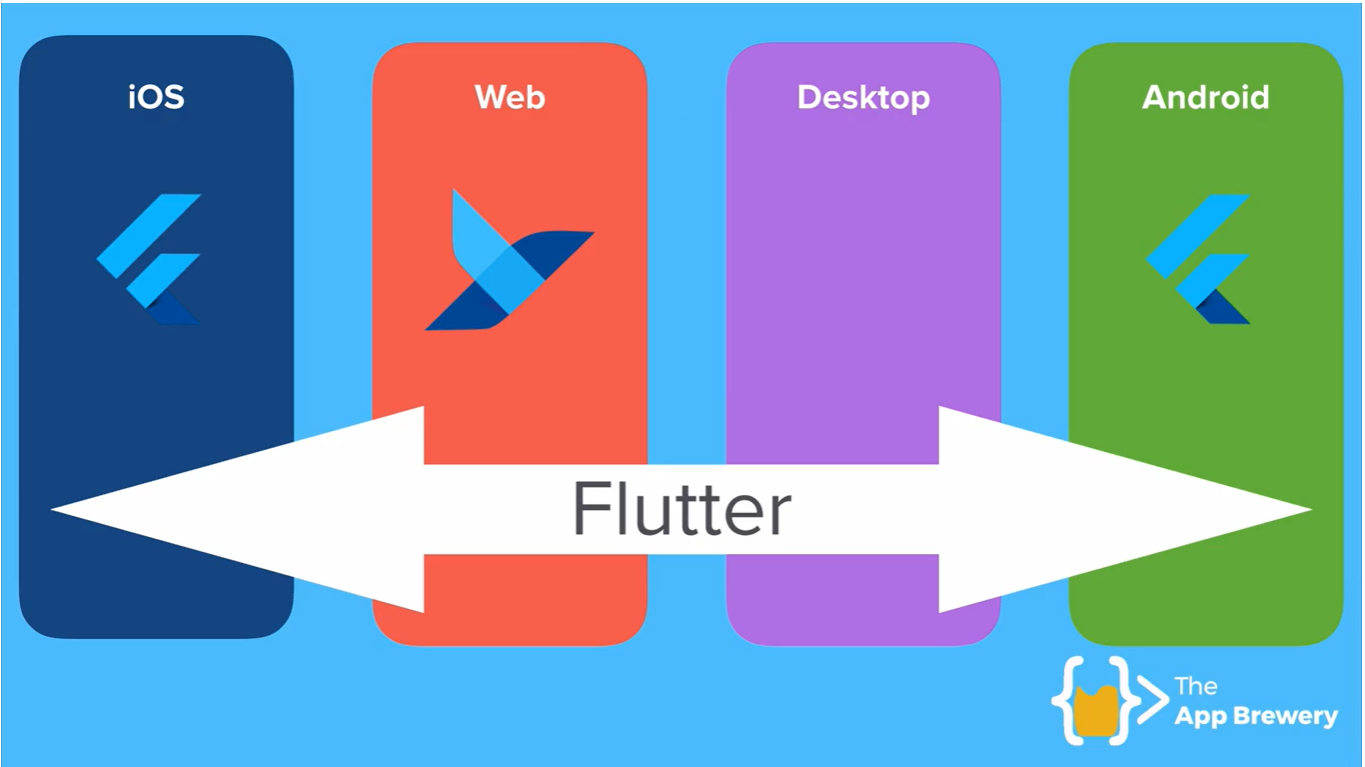 iOS
Web
Desktop
Android
Flutter
The
App Brewery